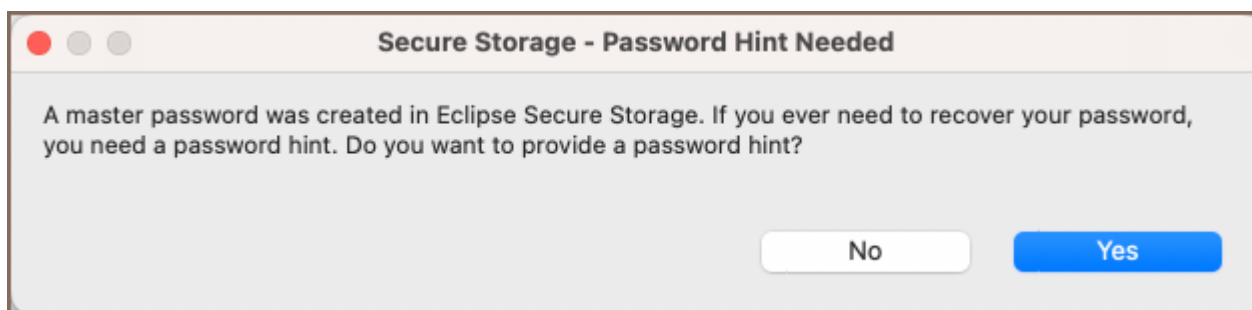 Secure Storage - Password Hint Needed
A master password was created in Eclipse Secure Storage. If you ever need to recover your password,
you need a password hint. Do you want to provide a password hint?
No
Yes